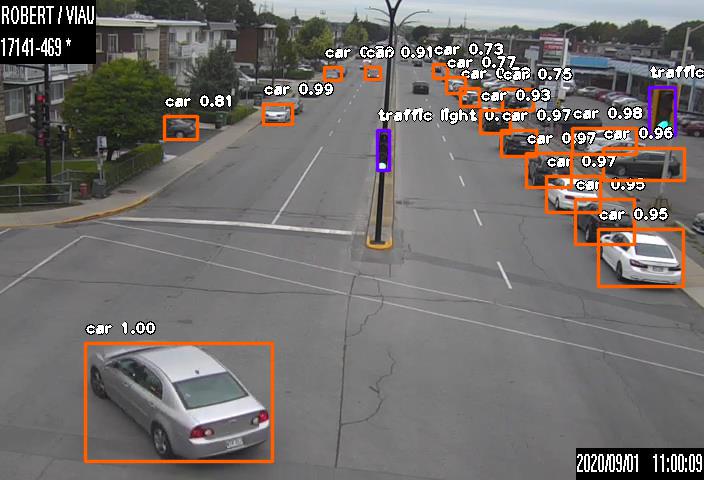 ROBERT / VIAU
17141-469 *
car 0.73
car 0.91
car
0.77
car 0.75
car 0.81
car 0.99
0.93
traffic
traffic light 0.
car 0.97
car 0.98
0.97
car 0.96
car 0.97
car 0.95
car 0.95
car 1.00
2020/09/01 11:00:09